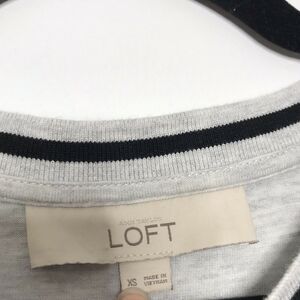 ANN TAYLOR
LOFT
XS
MADE IN
VIETNAM